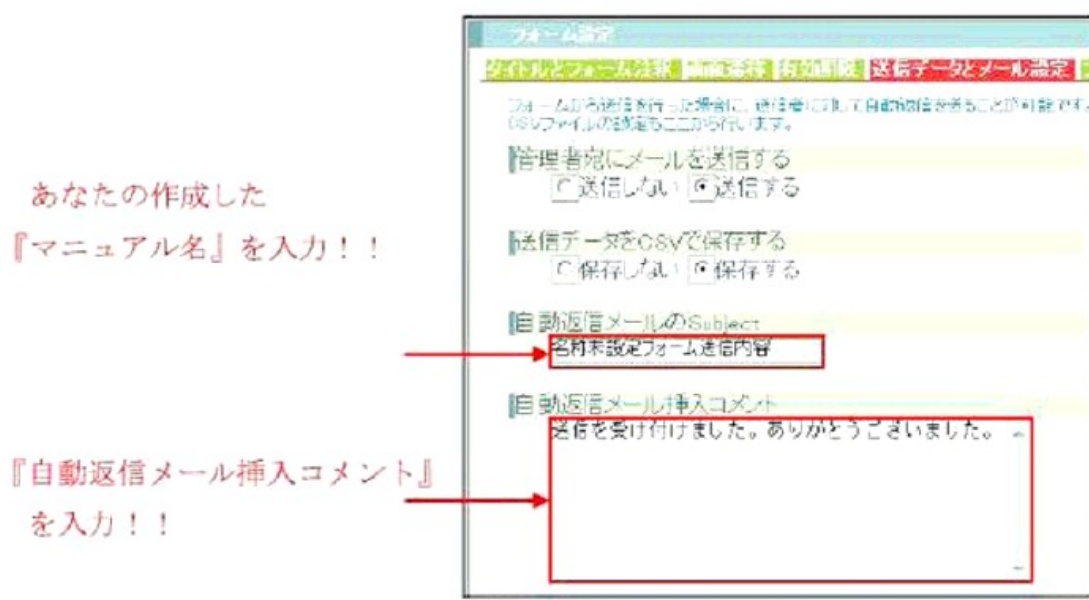 フォーム設定
タイトルとフォーム注釈 画面遷移 有効期限 送信データとメール設定
フォームから送信を行った場合に、送信者に対して自動返信を送ることが可能です。
CSVファイルの設定もここから行います。
管理者宛にメールを送信する
送信しない 送信する
あなたの作成した
『マニュアル名』を入力！！
送信データをCSVで保存する
保存しない 保存する
自動返信メールのSubject
名称未設定フォーム送信内容
自動返信メール挿入コメント
送信を受け付けました。ありがとうございました。
『自動返信メール挿入コメント』
を入力！！